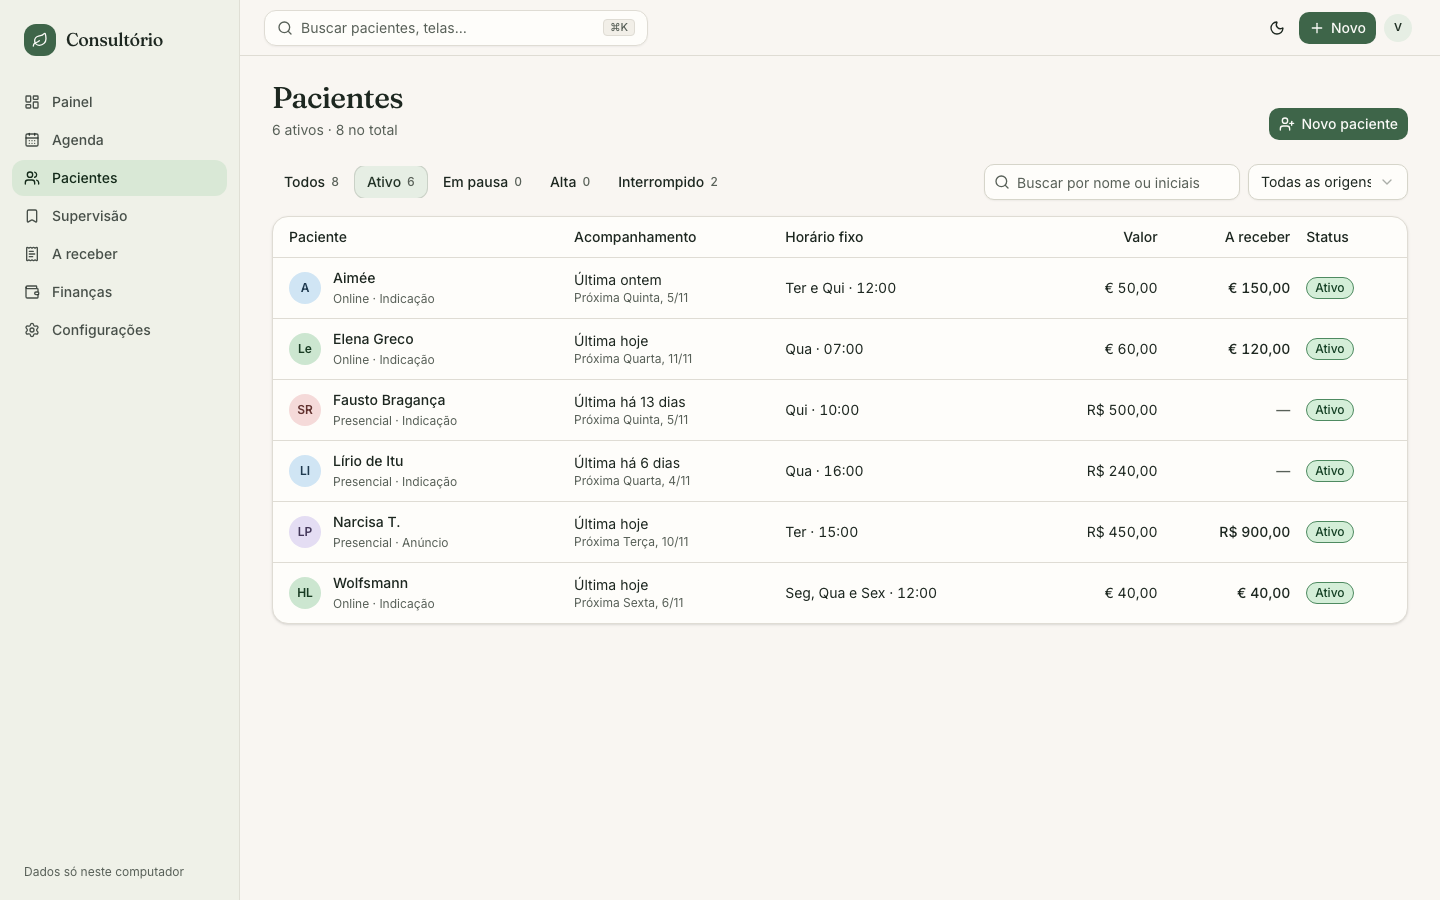 Consultório
Buscar pacientes, telas...
⌘K
Novo
V
Painel
Agenda
Pacientes
Supervisão
A receber
Finanças
Configurações
Dados só neste computador
Pacientes
6 ativos · 8 no total
Novo paciente
Todos 8 Ativo 6 Em pausa 0 Alta 0 Interrompido 2
Buscar por nome ou iniciais
Todas as origens
Paciente Acompanhamento Horário fixo Valor A receber Status
A Aimée
Online · Indicação
Última ontem
Próxima Quinta, 5/11
Ter e Qui · 12:00 € 50,00 € 150,00 Ativo
Le Elena Greco
Online · Indicação
Última hoje
Próxima Quarta, 11/11
Qua · 07:00 € 60,00 € 120,00 Ativo
SR Fausto Bragança
Presencial · Indicação
Última há 13 dias
Próxima Quinta, 5/11
Qui · 10:00 R$ 500,00 — Ativo
LI Lírio de Itu
Presencial · Indicação
Última há 6 dias
Próxima Quarta, 4/11
Qua · 16:00 R$ 240,00 — Ativo
LP Narcisa T.
Presencial · Anúncio
Última hoje
Próxima Terça, 10/11
Ter · 15:00 R$ 450,00 R$ 900,00 Ativo
HL Wolfsmann
Online · Indicação
Última hoje
Próxima Sexta, 6/11
Seg, Qua e Sex · 12:00 € 40,00 € 40,00 Ativo